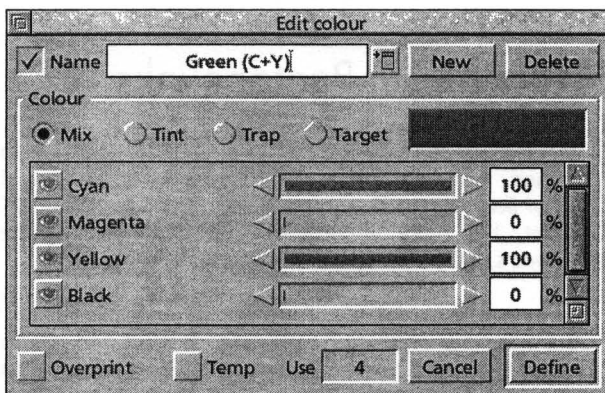 Edit colour
Name Green (C+Y) New Delete
Colour
Mix Tint Trap Target
Cyan 100 %
Magenta 0 %
Yellow 100 %
Black 0 %
Overprint Temp Use 4 Cancel Define